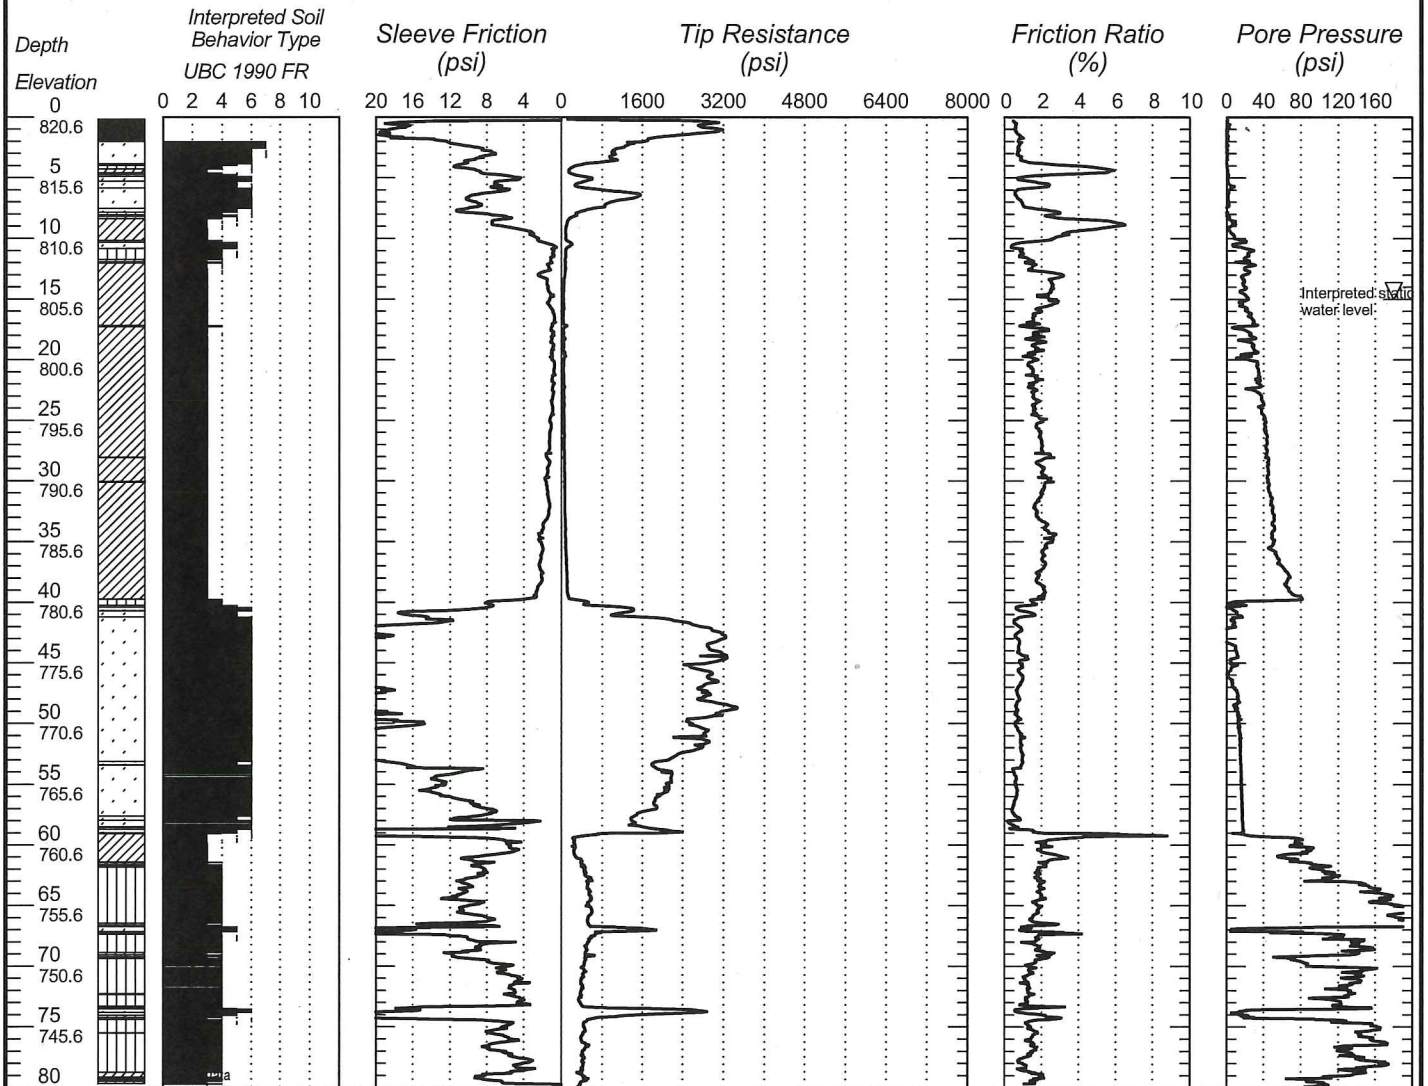 Depth
Elevation
Interpreted Soil
Behavior Type
UBC 1990 FR
Sleeve Friction
(psi)
Tip Resistance
(psi)
Friction Ratio
(%)
Pore Pressure
(psi)
0 2 4 6 8 10
20 16 12 8 4 0 1600 3200 4800 6400 8000
0 2 4 6 8 10
0 40 80 120 160
0
820.6
5
815.6
10
810.6
15
805.6
Interpreted static
water level
20
800.6
25
795.6
30
790.6
35
785.6
40
780.6
45
775.6
50
770.6
55
765.6
60
760.6
65
755.6
70
750.6
75
745.6
80